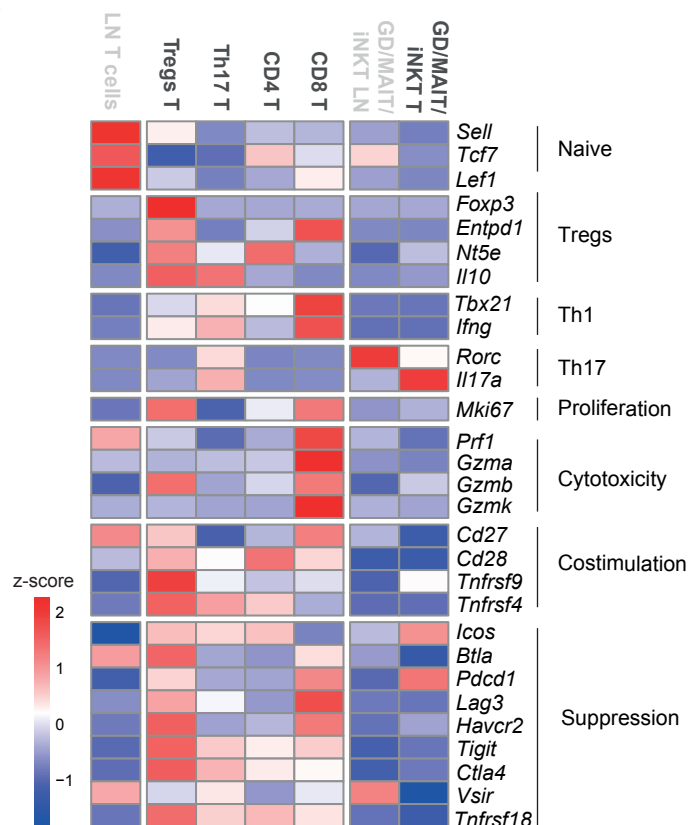 LN T cells
Tregs T
Th17 T
CD4 T
CD8 T
GD/MAIT/
iNKT LN
GD/MAIT/
iNKT T
Sell
Tcf7
Lef1
Naive
Foxp3
Entpd1
Nt5e
Il10
Tregs
Tbx21
Ifng
Th1
Rorc
Il17a
Th17
Mki67
Proliferation
Prf1
Gzma
Gzmb
Gzmk
Cytotoxicity
Cd27
Cd28
Tnfrsf9
Tnfrsf4
Costimulation
Icos
Btla
Pdcd1
Lag3
Havcr2
Tigit
Ctla4
Vsir
Tnfrsf18
Suppression
z-score
2
1
0
−1